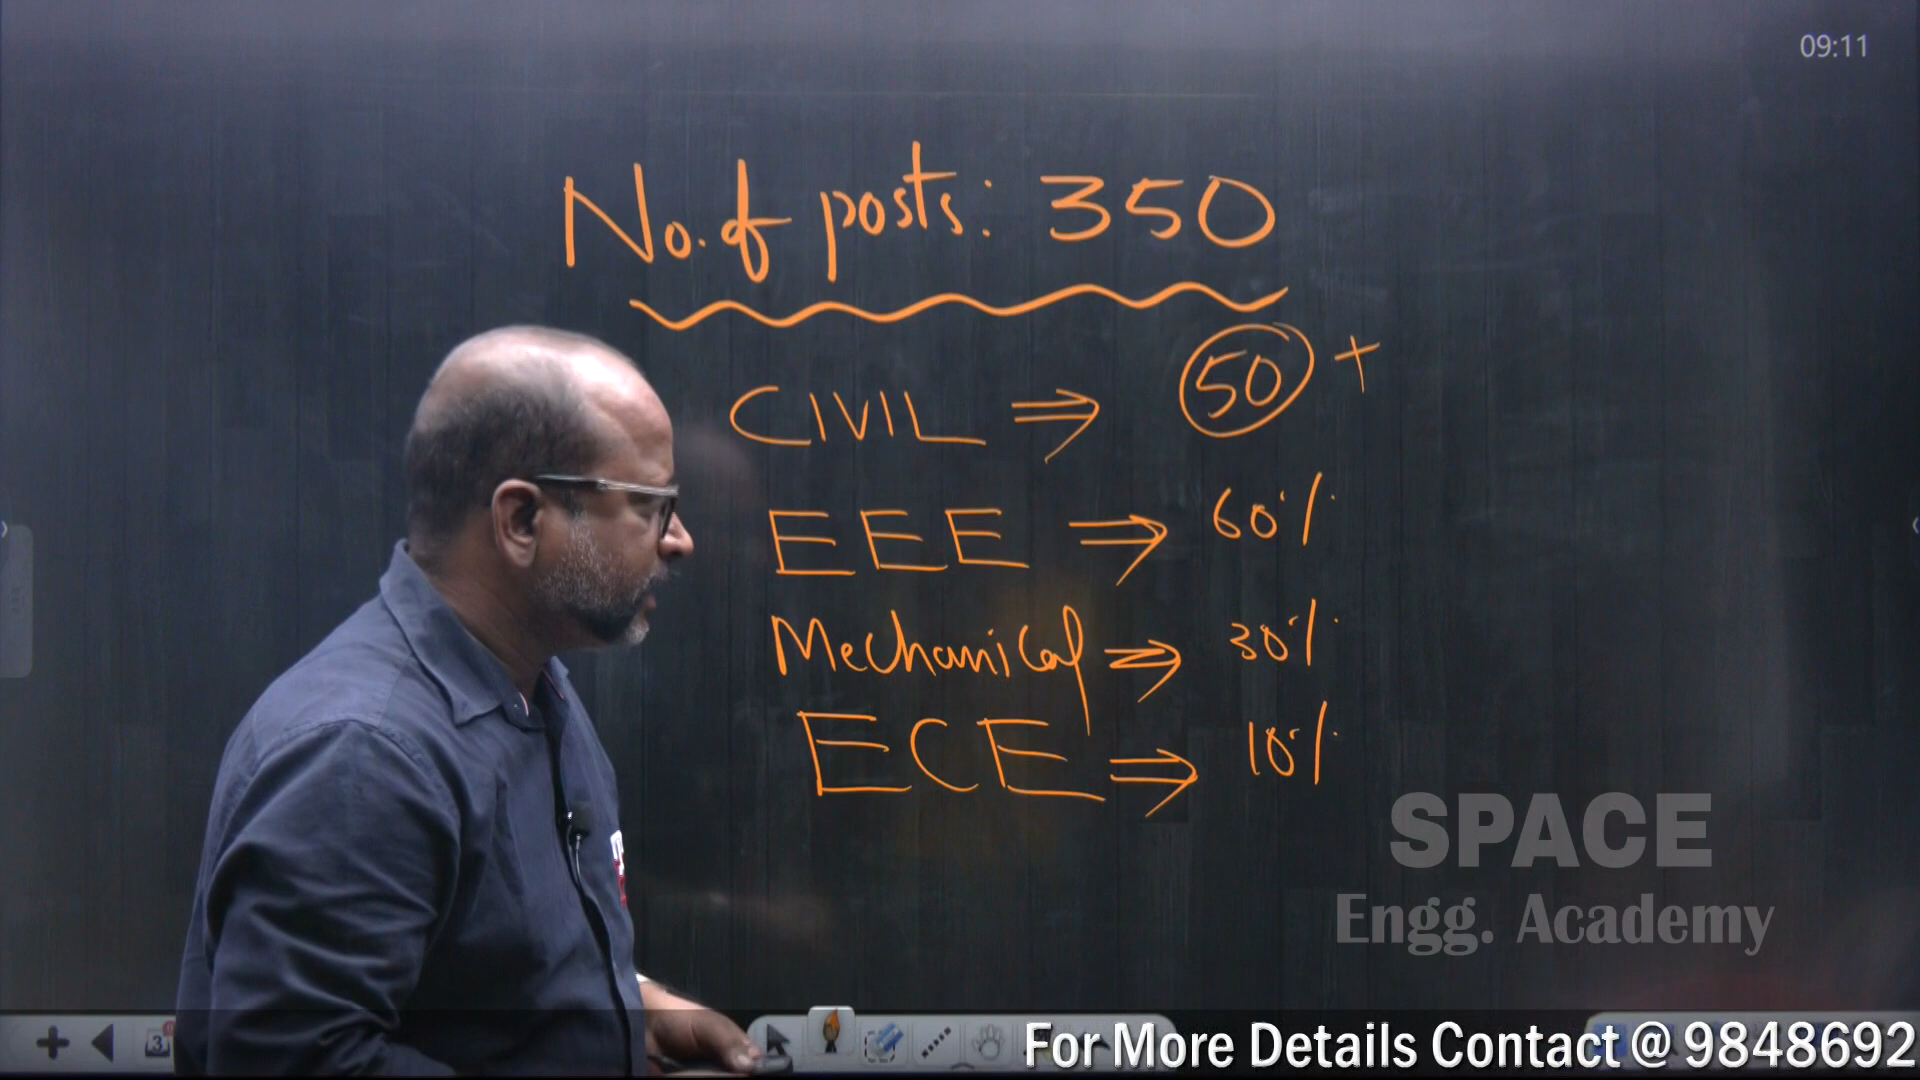 09:11
No. of posts: 350
CIVIL ⇒ 50 +
EEE ⇒ 60%
Mechanical ⇒ 30%
ECE ⇒ 10%
SPACE
Engg. Academy
For More Details Contact @ 9848692